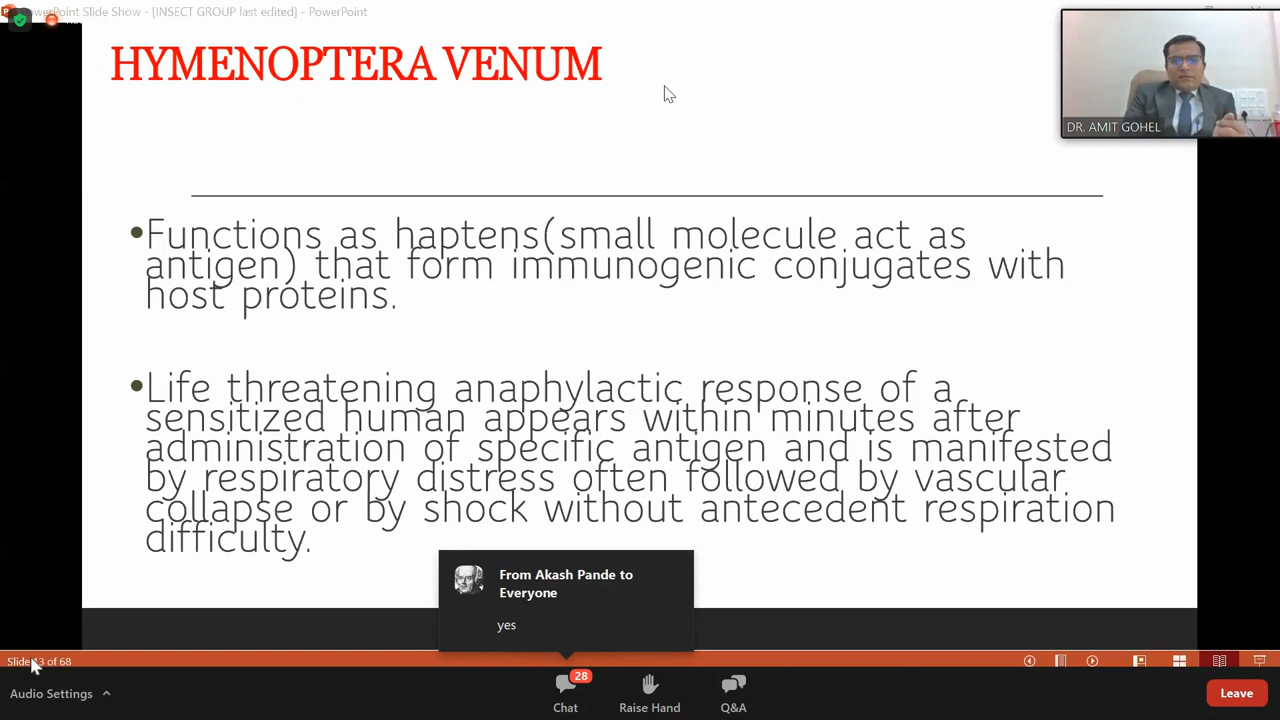 PowerPoint Slide Show - [INSECT GROUP last edited] - PowerPoint
HYMENOPTERA VENUM
DR. AMIT GOHEL
•Functions as haptens(small molecule act as
antigen) that form immunogenic conjugates with
host proteins.
•Life threatening anaphylactic response of a
sensitized human appears within minutes after
administration of specific antigen and is manifested
by respiratory distress often followed by vascular
collapse or by shock without antecedent respiration
difficulty.
From Akash Pande to
Everyone
yes
Slide 13 of 68
Audio Settings
28
Chat
Raise Hand
Q&A
Leave